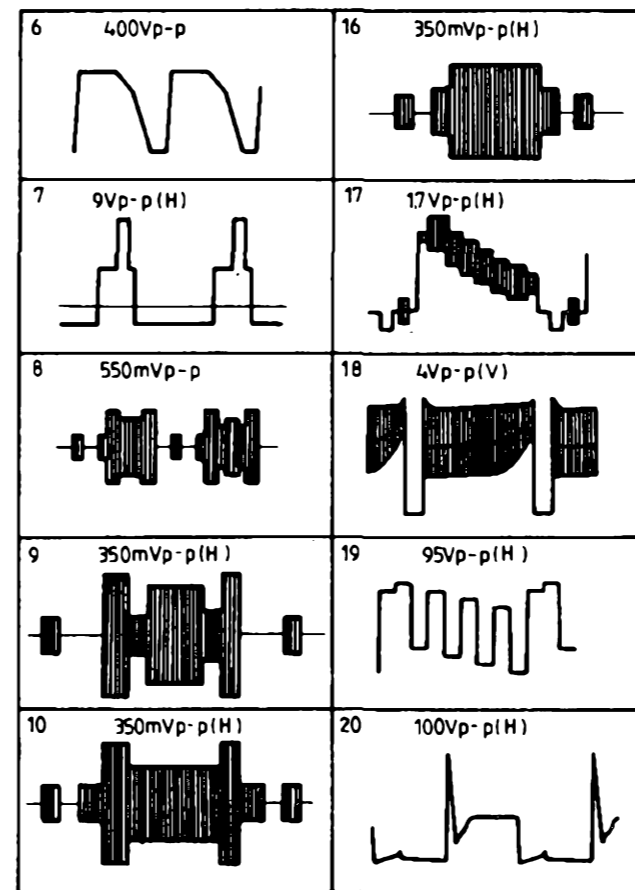 6 400Vp-p
7 9Vp-p(H)
8 550mVp-p
9 350mVp-p(H)
10 350mVp-p(H)
16 350mVp-p(H)
17 1.7Vp-p(H)
18 4Vp-p(V)
19 95Vp-p(H)
20 100Vp-p(H)